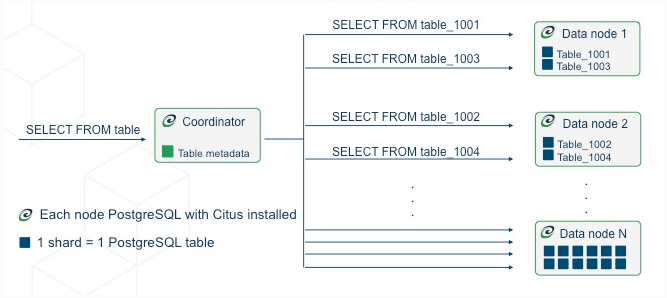 SELECT FROM table_1001
Data node 1
Table_1001
Table_1003
SELECT FROM table_1003
SELECT FROM table
Coordinator
Table metadata
SELECT FROM table_1002
Data node 2
Table_1002
Table_1004
SELECT FROM table_1004
Each node PostgreSQL with Citus installed
1 shard = 1 PostgreSQL table
Data node N